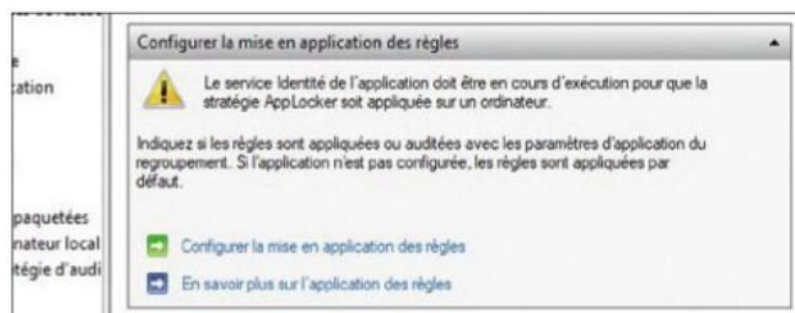 Configurer la mise en application des règles
e
cation
Le service Identité de l'application doit être en cours d'exécution pour que la
stratégie AppLocker soit appliquée sur un ordinateur.
Indiquez si les règles sont appliquées ou auditées avec les paramètres d'application du
regroupement. Si l'application n'est pas configurée, les règles sont appliquées par
défaut.
paquetées
nateur local
atégie d'audi
Configurer la mise en application des règles
En savoir plus sur l'application des règles